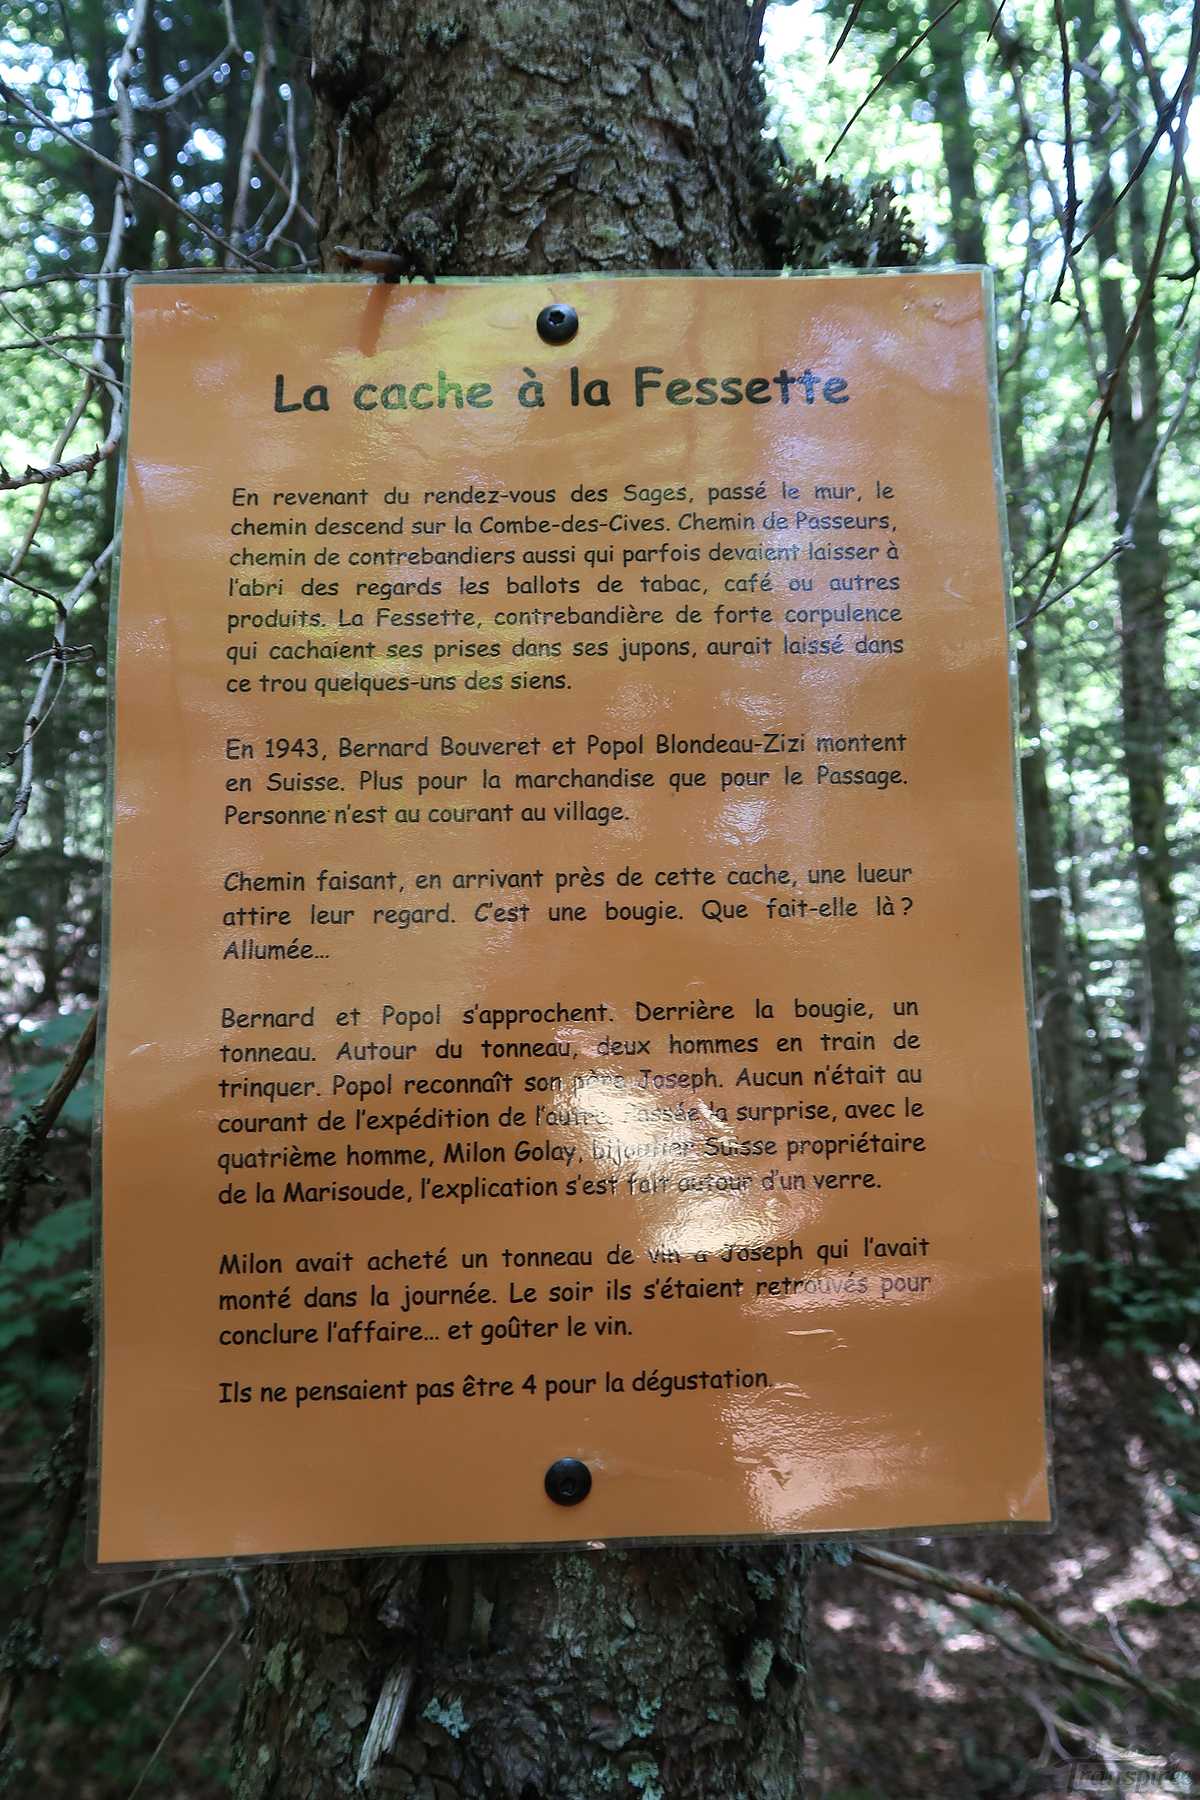 La cache à la Fessette
En revenant du rendez-vous des Sages, passé le mur, le
chemin descend sur la Combe-des-Cives. Chemin de Passeurs,
chemin de contrebandiers aussi qui parfois devaient laisser à
l'abri des regards les ballots de tabac, café ou autres
produits. La Fessette, contrebandière de forte corpulence
qui cachaient ses prises dans ses jupons, aurait laissé dans
ce trou quelques-uns des siens.
En 1943, Bernard Bouveret et Popol Blondeau-Zizi montent
en Suisse. Plus pour la marchandise que pour le Passage.
Personne n'est au courant au village.
Chemin faisant, en arrivant près de cette cache, une lueur
attire leur regard. C'est une bougie. Que fait-elle là ?
Allumée...
Bernard et Popol s'approchent. Derrière la bougie, un
tonneau. Autour du tonneau, deux hommes en train de
trinquer. Popol reconnaît son père Joseph. Aucun n'était au
courant de l'expédition de l'autre. Passée la surprise, avec le
quatrième homme, Milon Golay, bijoutier Suisse propriétaire
de la Marisoude, l'explication s'est fait autour d'un verre.
Milon avait acheté un tonneau de vin à Joseph qui l'avait
monté dans la journée. Le soir ils s'étaient retrouvés pour
conclure l'affaire... et goûter le vin.
Ils ne pensaient pas être 4 pour la dégustation.